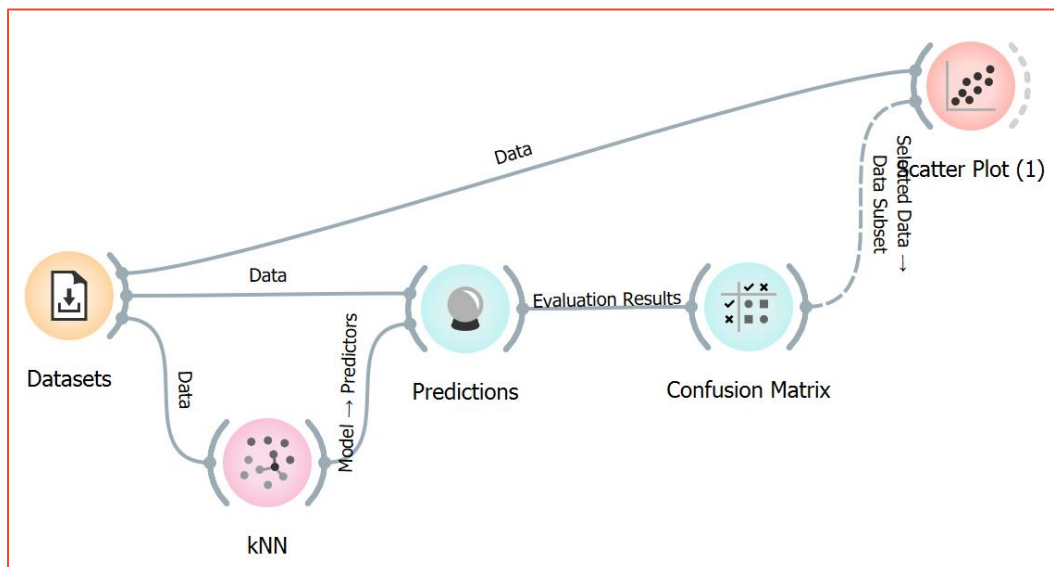 Data
Selected Data →
Data Subset
Scatter Plot (1)
Data
Datasets
Data
Model → Predictors
Predictions
Evaluation Results
Confusion Matrix
kNN